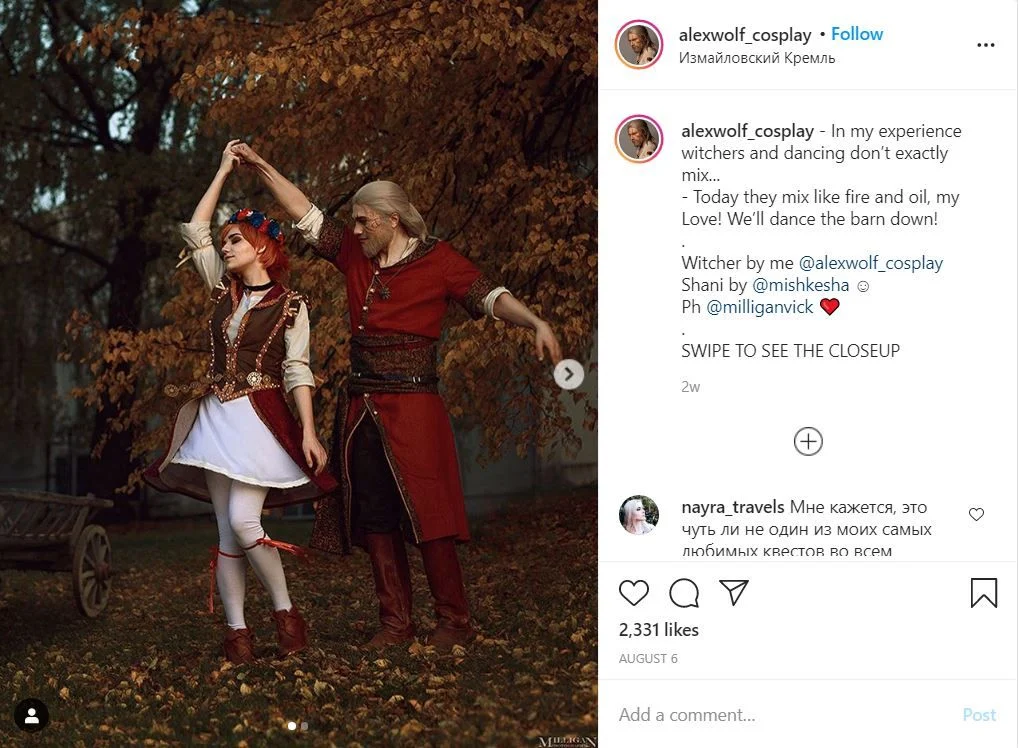 alexwolf_cosplay • Follow
Измайловский Кремль
alexwolf_cosplay - In my experience
witchers and dancing don’t exactly
mix...
- Today they mix like fire and oil, my
Love! We’ll dance the barn down!
.
Witcher by me @alexwolf_cosplay
Shani by @mishkesha ☺
Ph @milliganvick ❤
.
SWIPE TO SEE THE CLOSEUP
2w
nayra_travels Мне кажется, это
чуть ли не один из моих самых
любимых квестов во всем
2,331 likes
AUGUST 6
Add a comment...
Post
MILLIGAN